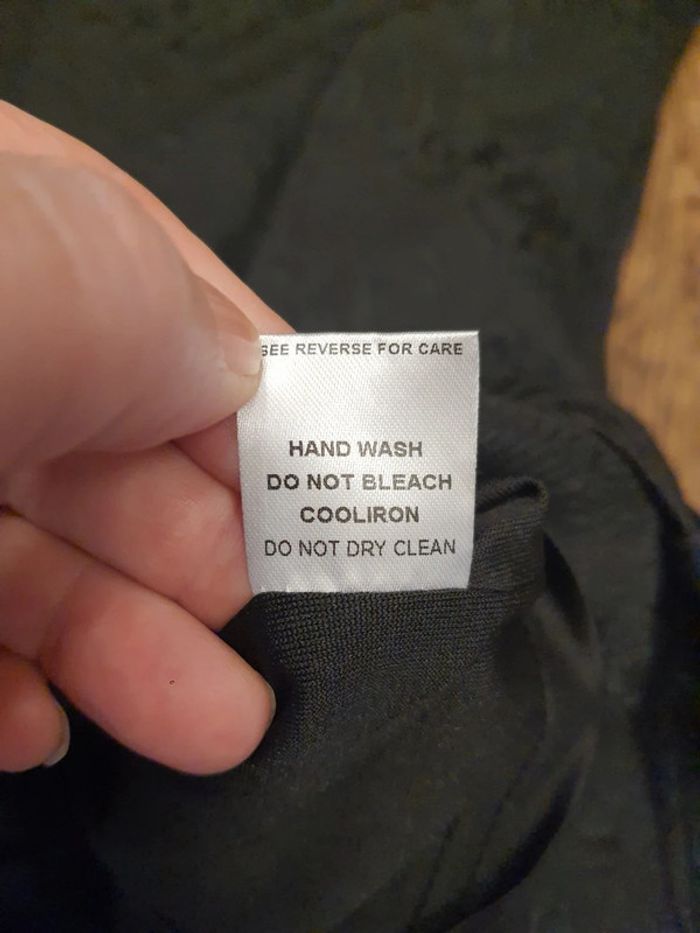 SEE REVERSE FOR CARE
HAND WASH
DO NOT BLEACH
COOLIRON
DO NOT DRY CLEAN